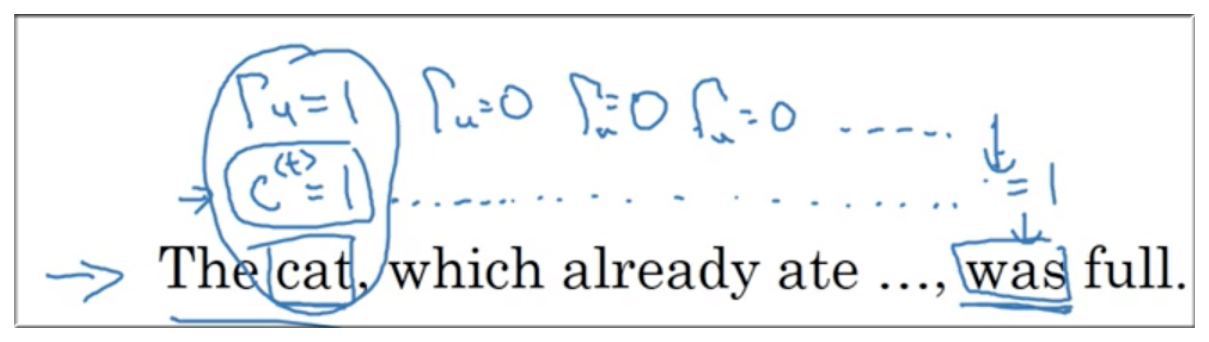 Γu=1 Γu=0 Γu=0 Γu=0 -----
c<t>=1 ............ =1
The cat, which already ate ..., was full.